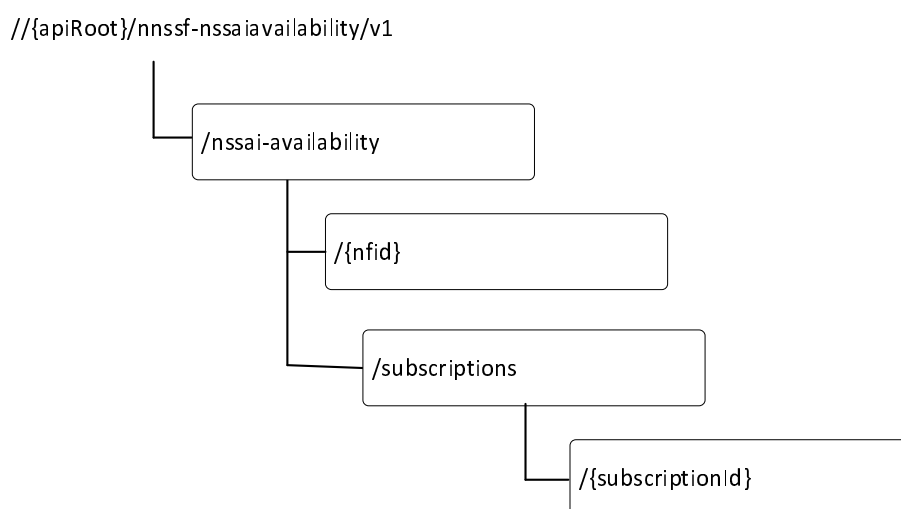 //{apiRoot}/nnssf-nssaiavailability/v1
/nssai-availability
/{nfid}
/subscriptions
/{subscriptionId}